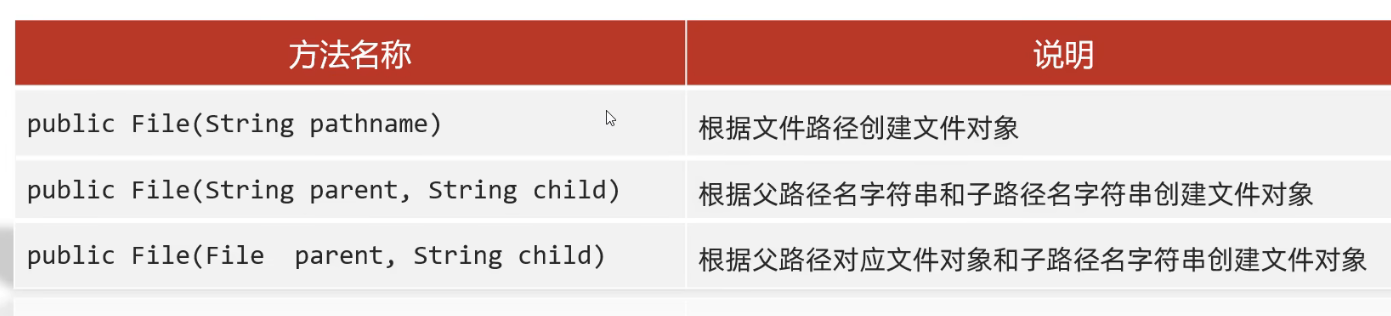 方法名称 说明
public File(String pathname) 根据文件路径创建文件对象
public File(String parent, String child) 根据父路径名字符串和子路径名字符串创建文件对象
public File(File  parent, String child) 根据父路径对应文件对象和子路径名字符串创建文件对象